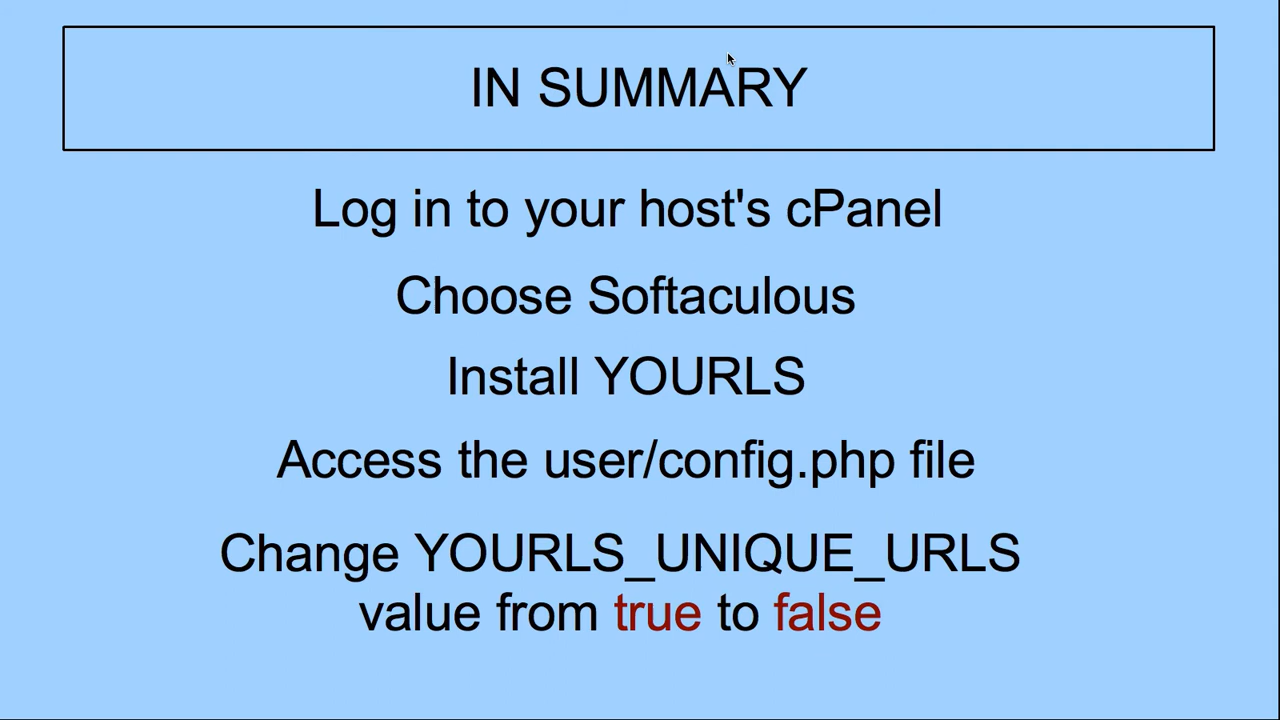 IN SUMMARY
Log in to your host's cPanel
Choose Softaculous
Install YOURLS
Access the user/config.php file
Change YOURLS_UNIQUE_URLS
value from true to false